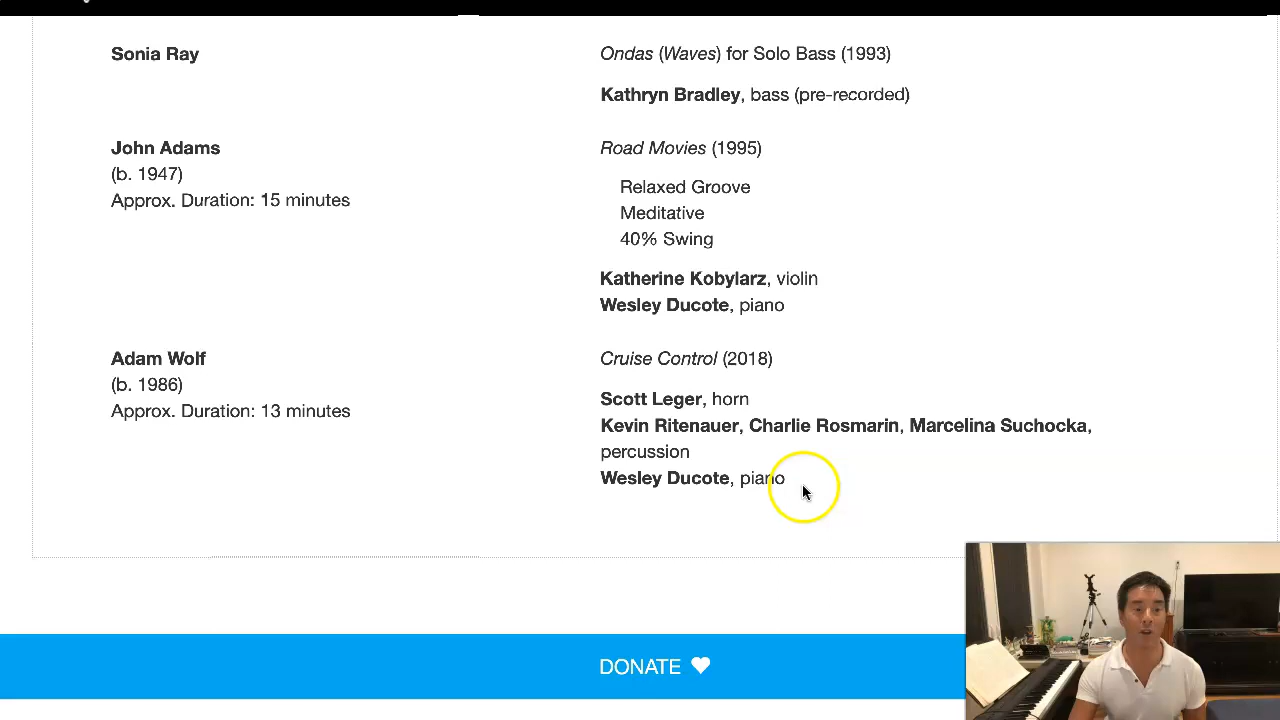 Sonia Ray
Ondas (Waves) for Solo Bass (1993)
Kathryn Bradley, bass (pre-recorded)
John Adams
(b. 1947)
Approx. Duration: 15 minutes
Road Movies (1995)
Relaxed Groove
Meditative
40% Swing
Katherine Kobylarz, violin
Wesley Ducote, piano
Adam Wolf
(b. 1986)
Approx. Duration: 13 minutes
Cruise Control (2018)
Scott Leger, horn
Kevin Ritenauer, Charlie Rosmarin, Marcelina Suchocka,
percussion
Wesley Ducote, piano
DONATE